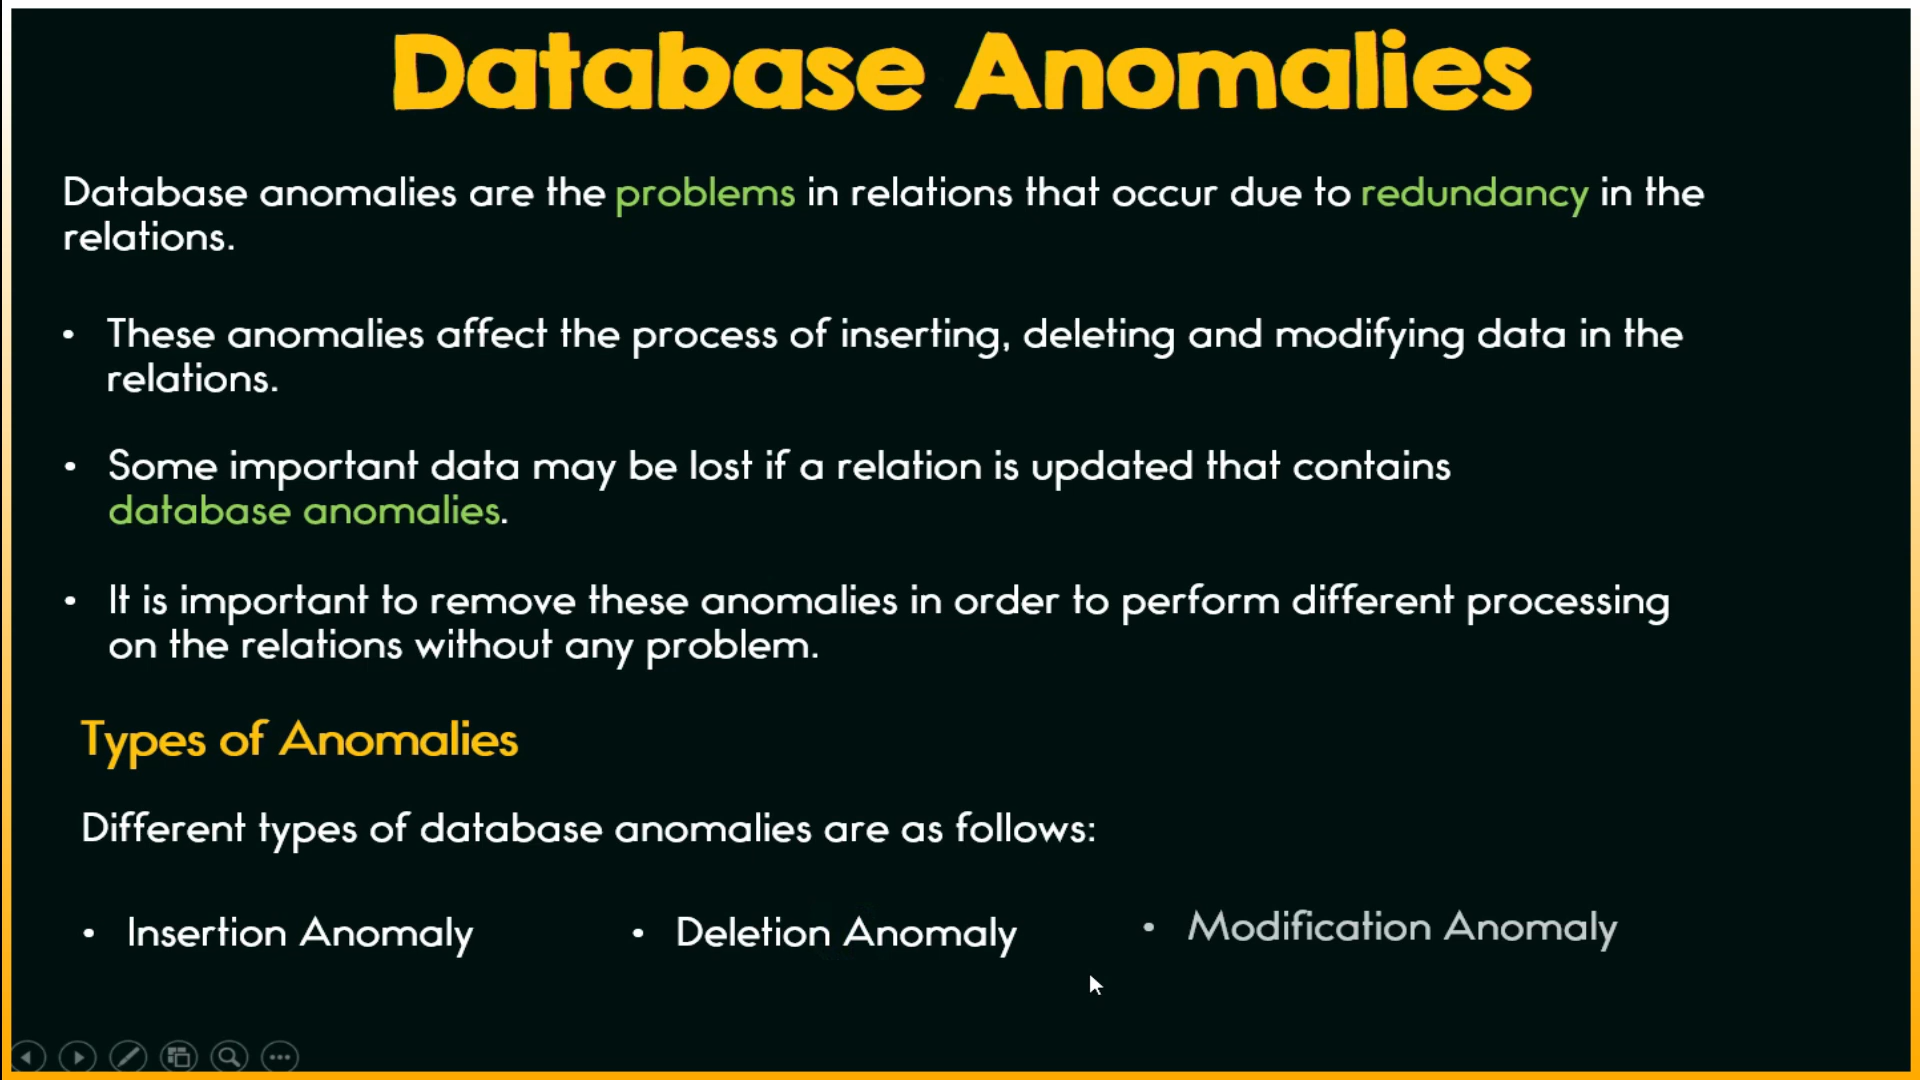 Database Anomalies
Database anomalies are the problems in relations that occur due to redundancy in the
relations.
• These anomalies affect the process of inserting, deleting and modifying data in the
relations.
• Some important data may be lost if a relation is updated that contains
database anomalies.
• It is important to remove these anomalies in order to perform different processing
on the relations without any problem.
Types of Anomalies
Different types of database anomalies are as follows:
• Insertion Anomaly • Deletion Anomaly • Modification Anomaly